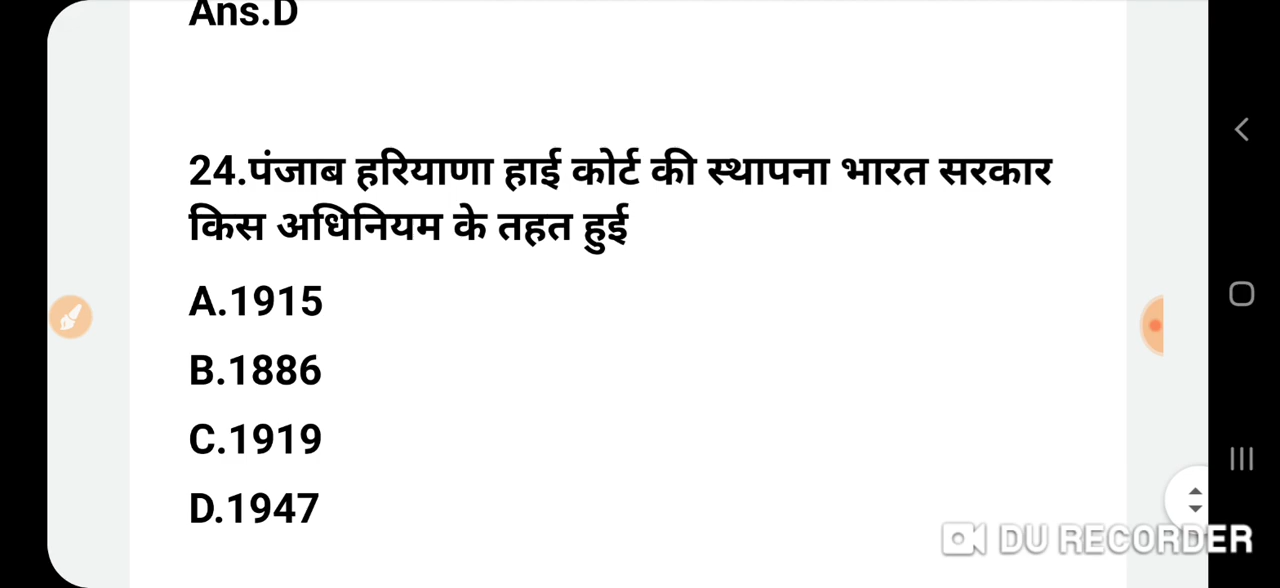 Ans.D
24.पंजाब हरियाणा हाई कोर्ट की स्थापना भारत सरकार
किस अधिनियम के तहत हुई
A.1915
B.1886
C.1919
D.1947
DU RECORDER